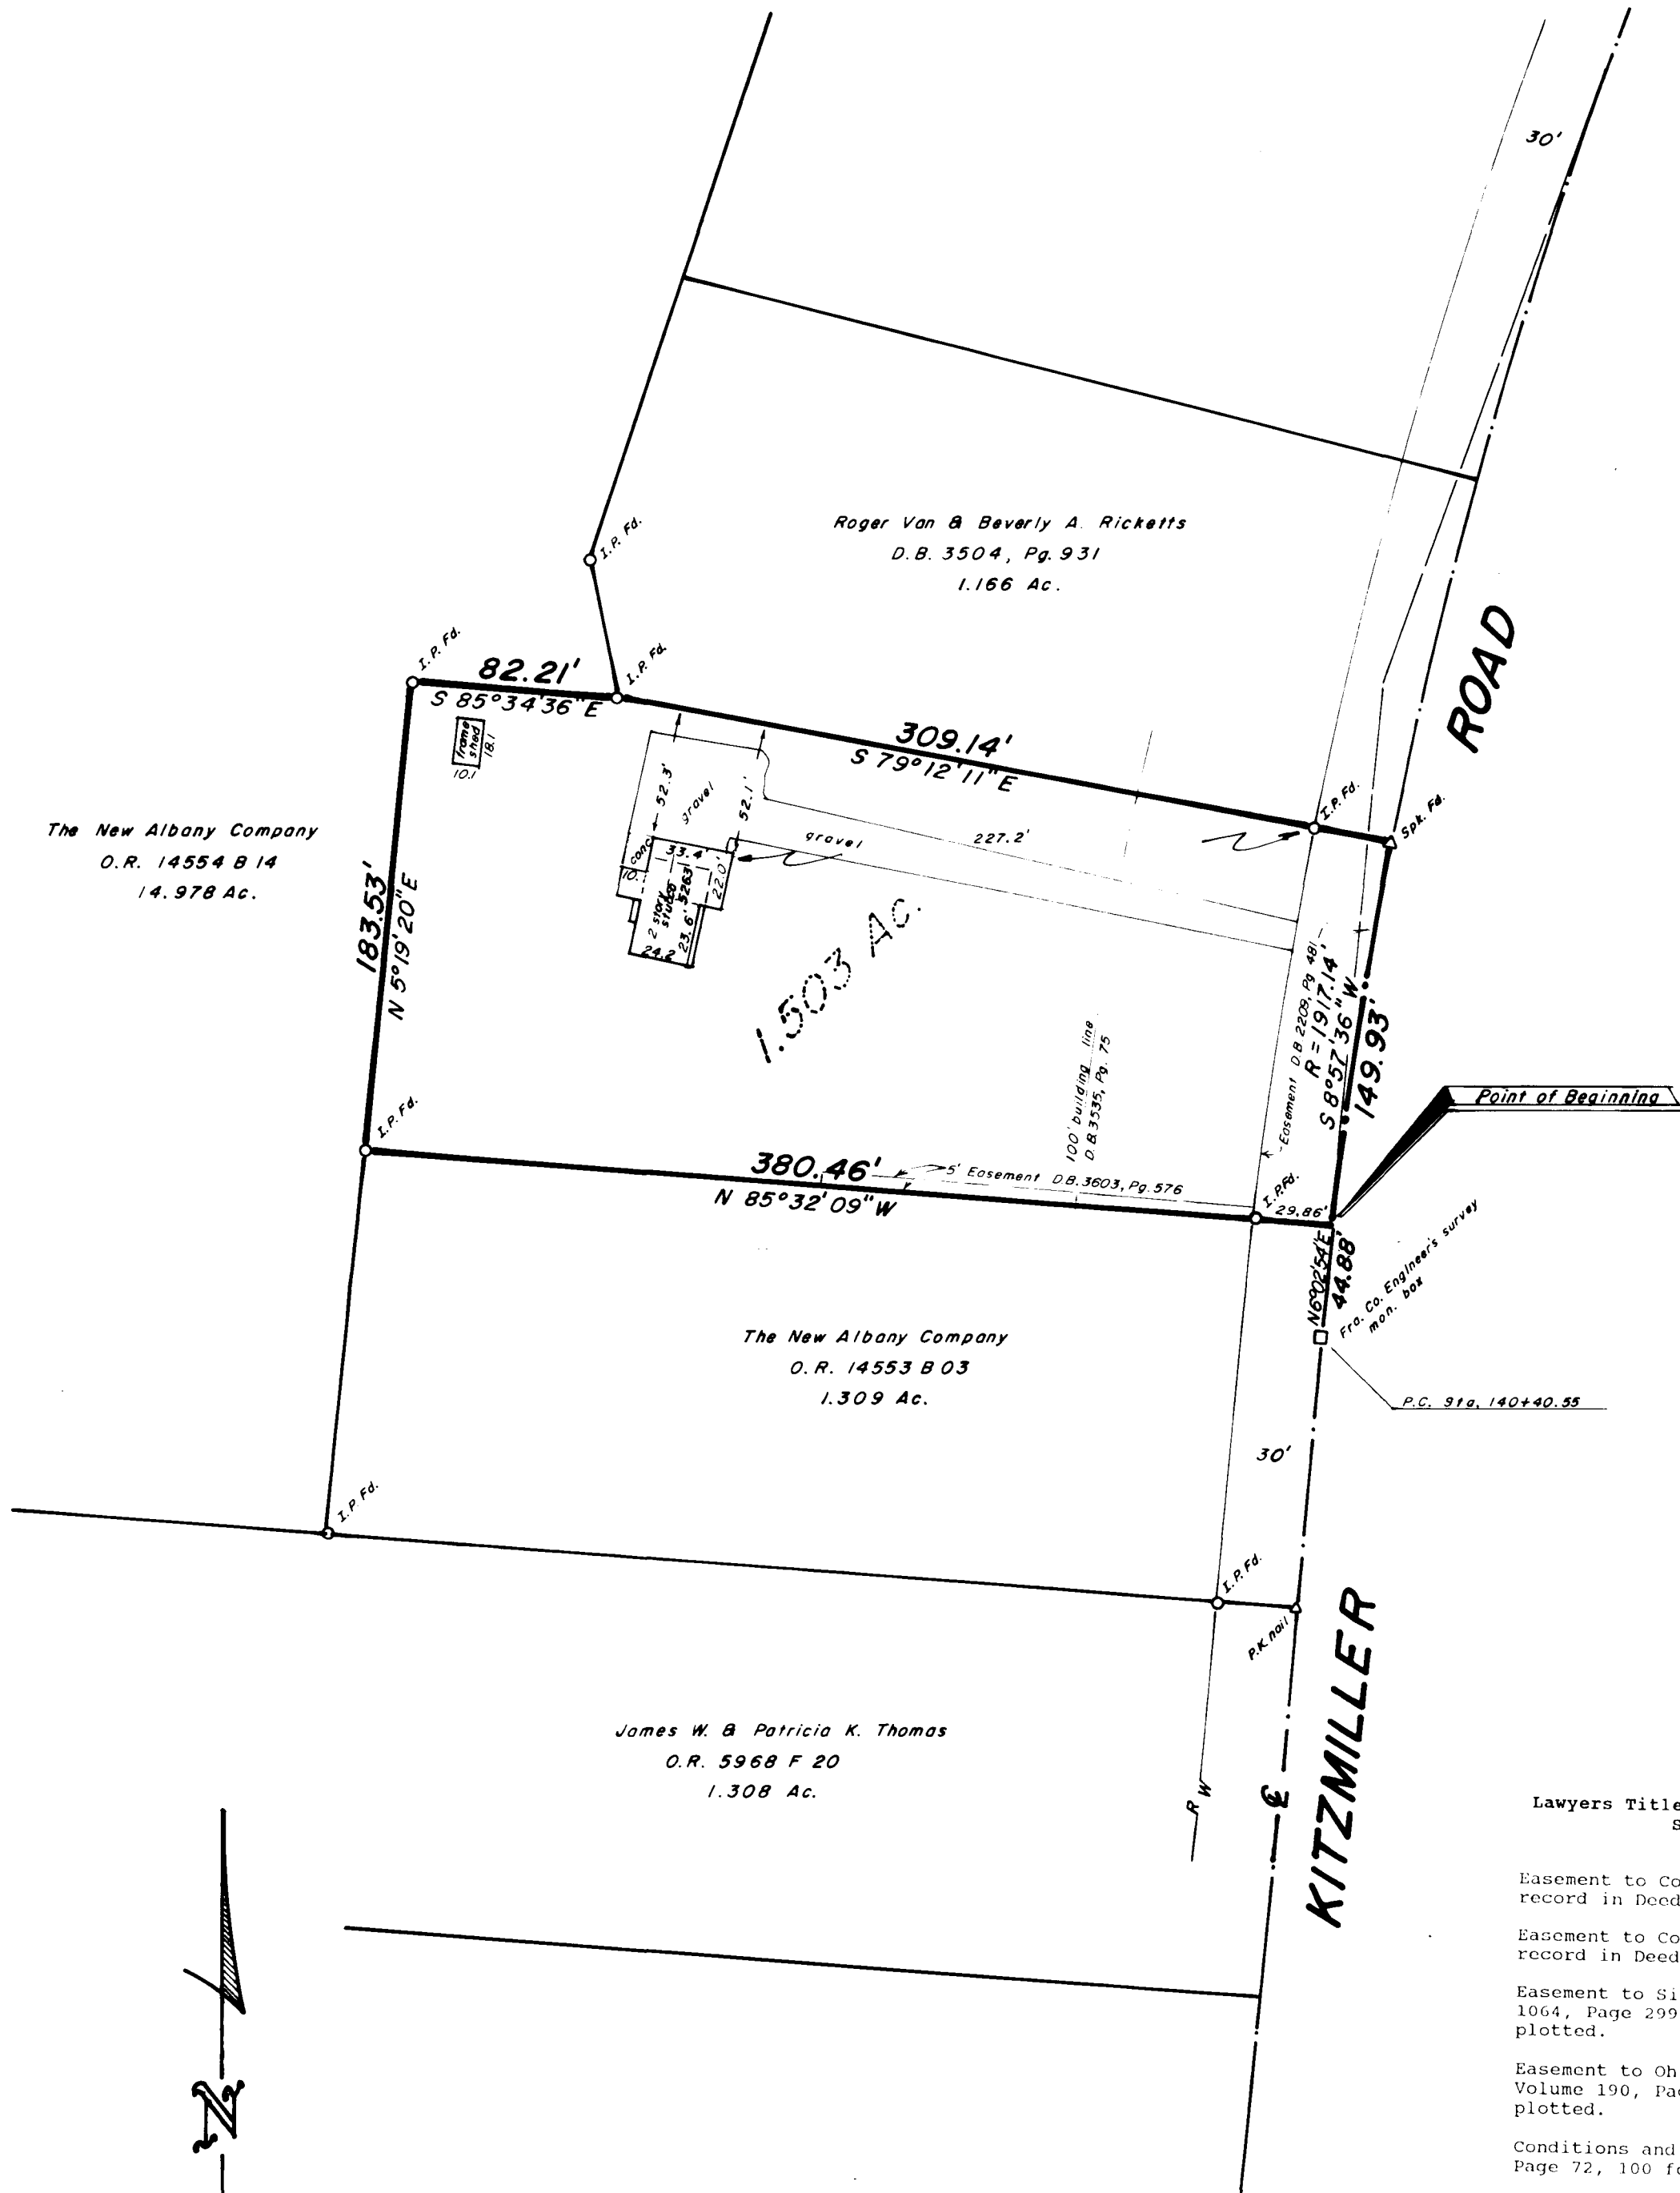 30'
Roger Van & Beverly A. Ricketts
D.B. 3504, Pg. 931
1.166 Ac.
I.P. Fd.
ROAD
I.P. Fd.
82.21'
S 85°34'36"E
I.P. Fd.
309.14'
S 79°12'11"E
I.P. Fd.
Spk. Fd.
frame
shed
18.1
10.1
52.3'
gravel
52.1'
gravel
227.2'
conc.
33.4'
22.0'
2 story
stucco
5263
23.6'
24.2
The New Albany Company
O.R. 14554 B 14
14.978 Ac.
183.53'
N 5°19'20"E
1.503 Ac.
Easement D.B 2209, Pg 481
R = 1917.14'
S 8°57'36"W
149.93'
100' building line
D.B.3535, Pg. 75
Point of Beginning
I.P. Fd.
380.46'
N 85°32'09"W
5' Easement D.B. 3603, Pg. 576
I.P.Fd.
29.86'
N6°02'54"E
44.88'
Fra. Co. Engineer's survey
mon. box
P.C. Sta. 140+40.55
The New Albany Company
O.R. 14553 B 03
1.309 Ac.
30'
I.P. Fd.
I.P. Fd.
P.K. nail
KITZMILLER
James W. & Patricia K. Thomas
O.R. 5968 F 20
1.308 Ac.
R W
℄
N
Lawyers Title
S
Easement to Co
record in Deed
Easement to Co
record in Deed
Easement to Si
1064, Page 299
plotted.
Easement to Oh
Volume 190, Pa
plotted.
Conditions and
Page 72, 100 fo